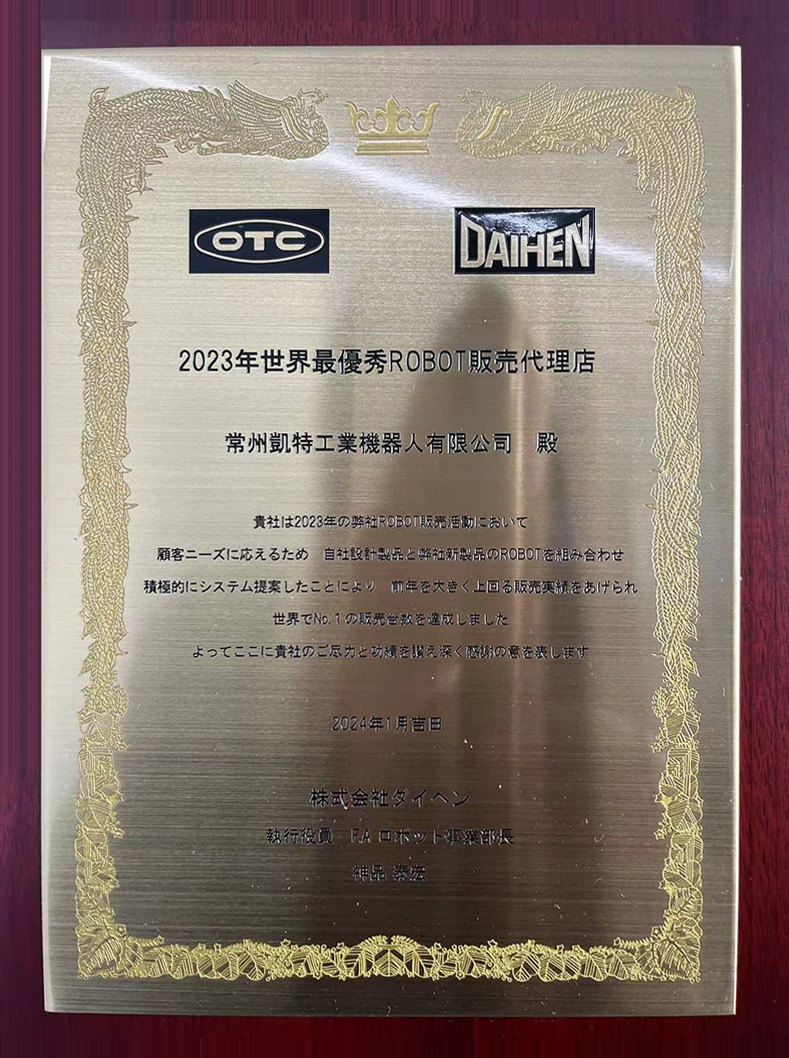 OTC
DAIHEN
2023年世界最優秀ROBOT販売代理店
常州凱特工業機器人有限公司　殿
貴社は2023年の弊社ROBOT販売活動において
顧客ニーズに応えるため　自社設計製品と弊社新製品のROBOTを組み合わせ
積極的にシステム提案したことにより　前年を大きく上回る販売実績をあげられ
世界でNo.1の販売台数を達成しました
よってここに貴社のご尽力と功績を讃え深く感謝の意を表します
2024年1月吉日
株式会社ダイヘン
執行役員　FA ロボット事業部長
神品 泰宏